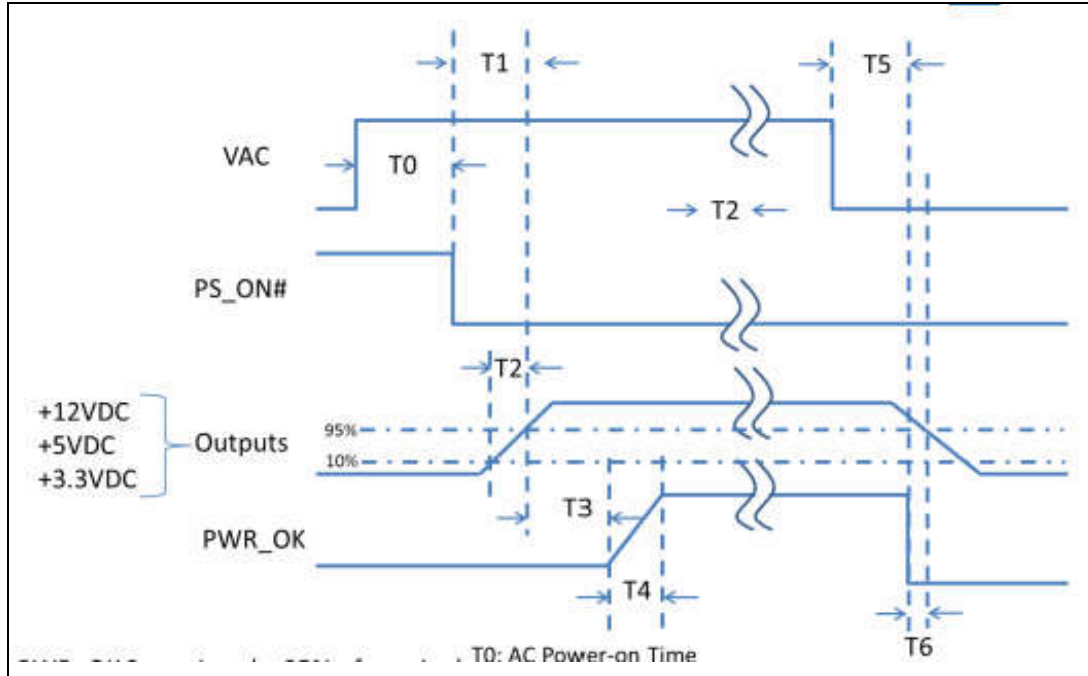 T1
T5
VAC
T0
T2
PS_ON#
T2
+12VDC
+5VDC
+3.3VDC
Outputs
95%
10%
T3
PWR_OK
T4
T6
T0: AC Power-on Time